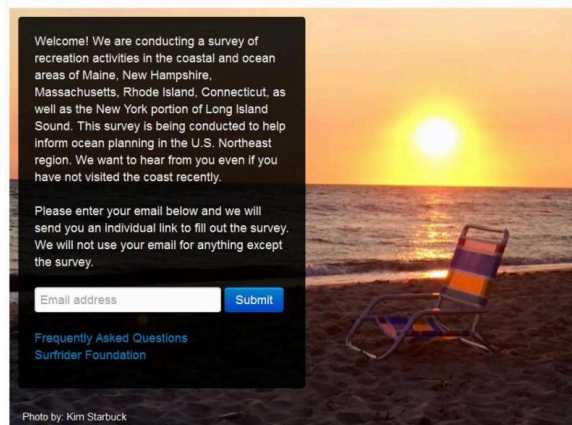 Welcome! We are conducting a survey of
recreation activities in the coastal and ocean
areas of Maine, New Hampshire,
Massachusetts, Rhode Island, Connecticut, as
well as the New York portion of Long Island
Sound. This survey is being conducted to help
inform ocean planning in the U.S. Northeast
region. We want to hear from you even if you
have not visited the coast recently.
Please enter your email below and we will
send you an individual link to fill out the survey.
We will not use your email for anything except
the survey.
Email address Submit
Frequently Asked Questions
Surfrider Foundation
Photo by: Kim Starbuck